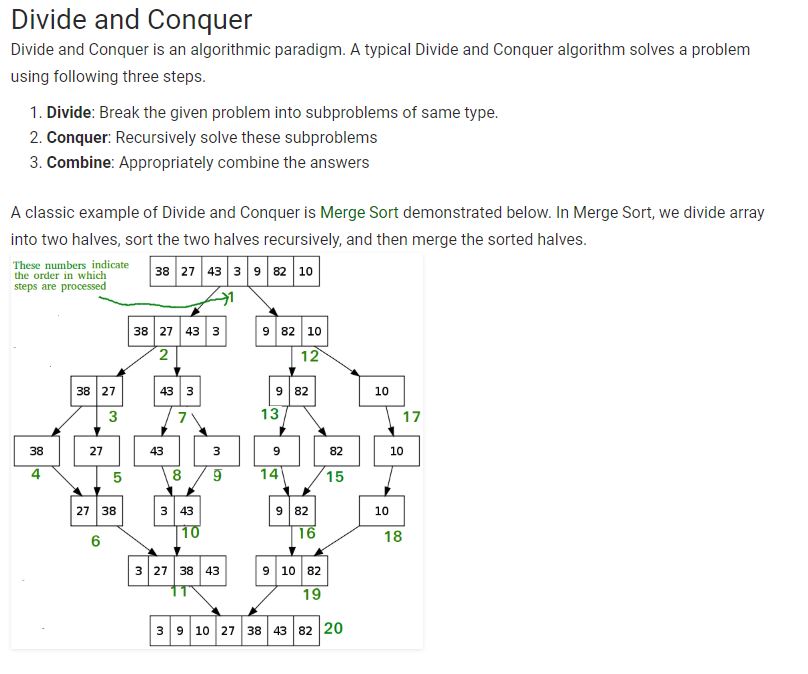 Divide and Conquer
Divide and Conquer is an algorithmic paradigm. A typical Divide and Conquer algorithm solves a problem
using following three steps.
1. Divide: Break the given problem into subproblems of same type.
2. Conquer: Recursively solve these subproblems
3. Combine: Appropriately combine the answers
A classic example of Divide and Conquer is Merge Sort demonstrated below. In Merge Sort, we divide array
into two halves, sort the two halves recursively, and then merge the sorted halves.
These numbers indicate
the order in which
steps are processed
38 27 43 3 9 82 10
1
38 27 43 3 9 82 10
2 12
38 27 43 3 9 82 10
3 7 13 17
38 27 43 3 9 82 10
4 5 8 9 14 15
27 38 3 43 9 82 10
6 10 16 18
3 27 38 43 9 10 82
11 19
3 9 10 27 38 43 82 20